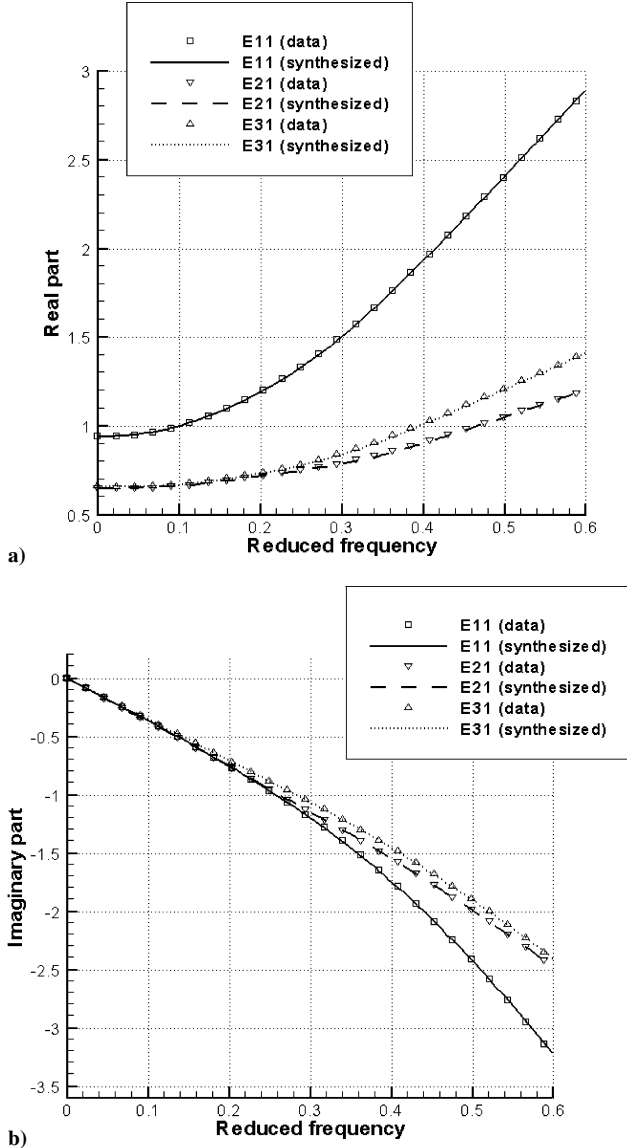 E11 (data)
E11 (synthesized)
E21 (data)
E21 (synthesized)
E31 (data)
E31 (synthesized)
3
2.5
2
1.5
1
0.5
Real part
0 0.1 0.2 0.3 0.4 0.5 0.6
Reduced frequency
a)
E11 (data)
E11 (synthesized)
E21 (data)
E21 (synthesized)
E31 (data)
E31 (synthesized)
0
-0.5
-1
-1.5
-2
-2.5
-3
-3.5
Imaginary part
0 0.1 0.2 0.3 0.4 0.5 0.6
Reduced frequency
b)